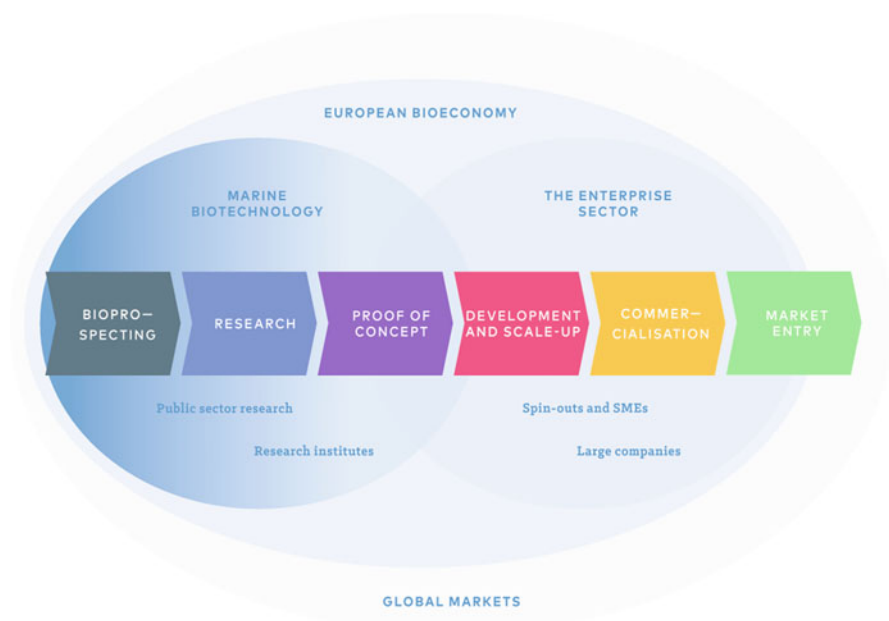 EUROPEAN BIOECONOMY
MARINE
BIOTECHNOLOGY
THE ENTERPRISE
SECTOR
BIOPRO—
SPECTING
RESEARCH
PROOF OF
CONCEPT
DEVELOPMENT
AND SCALE-UP
COMMER—
CIALISATION
MARKET
ENTRY
Public sector research
Spin-outs and SMEs
Research institutes
Large companies
GLOBAL MARKETS